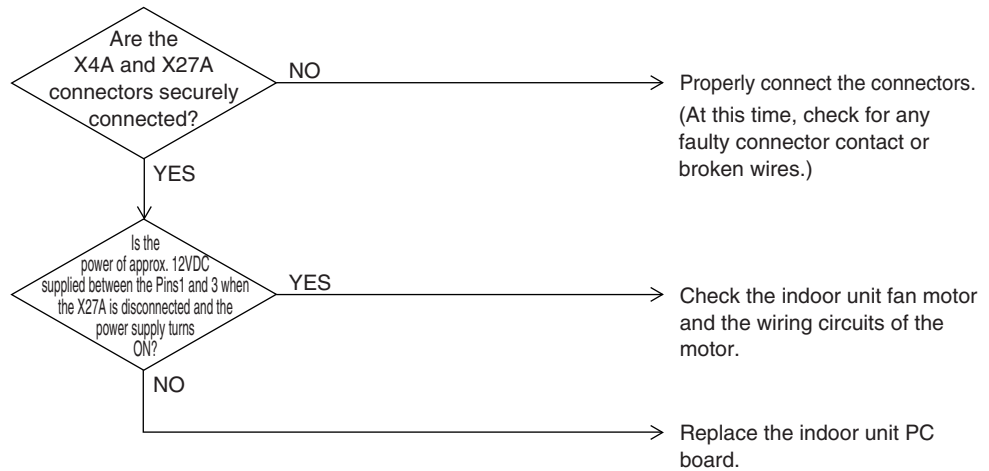 Are the
X4A and X27A
connectors securely
connected?
NO
Properly connect the connectors.
(At this time, check for any
faulty connector contact or
broken wires.)
YES
Is the
power of approx. 12VDC
supplied between the Pins1 and 3 when
the X27A is disconnected and the
power supply turns
ON?
YES
Check the indoor unit fan motor
and the wiring circuits of the
motor.
NO
Replace the indoor unit PC
board.